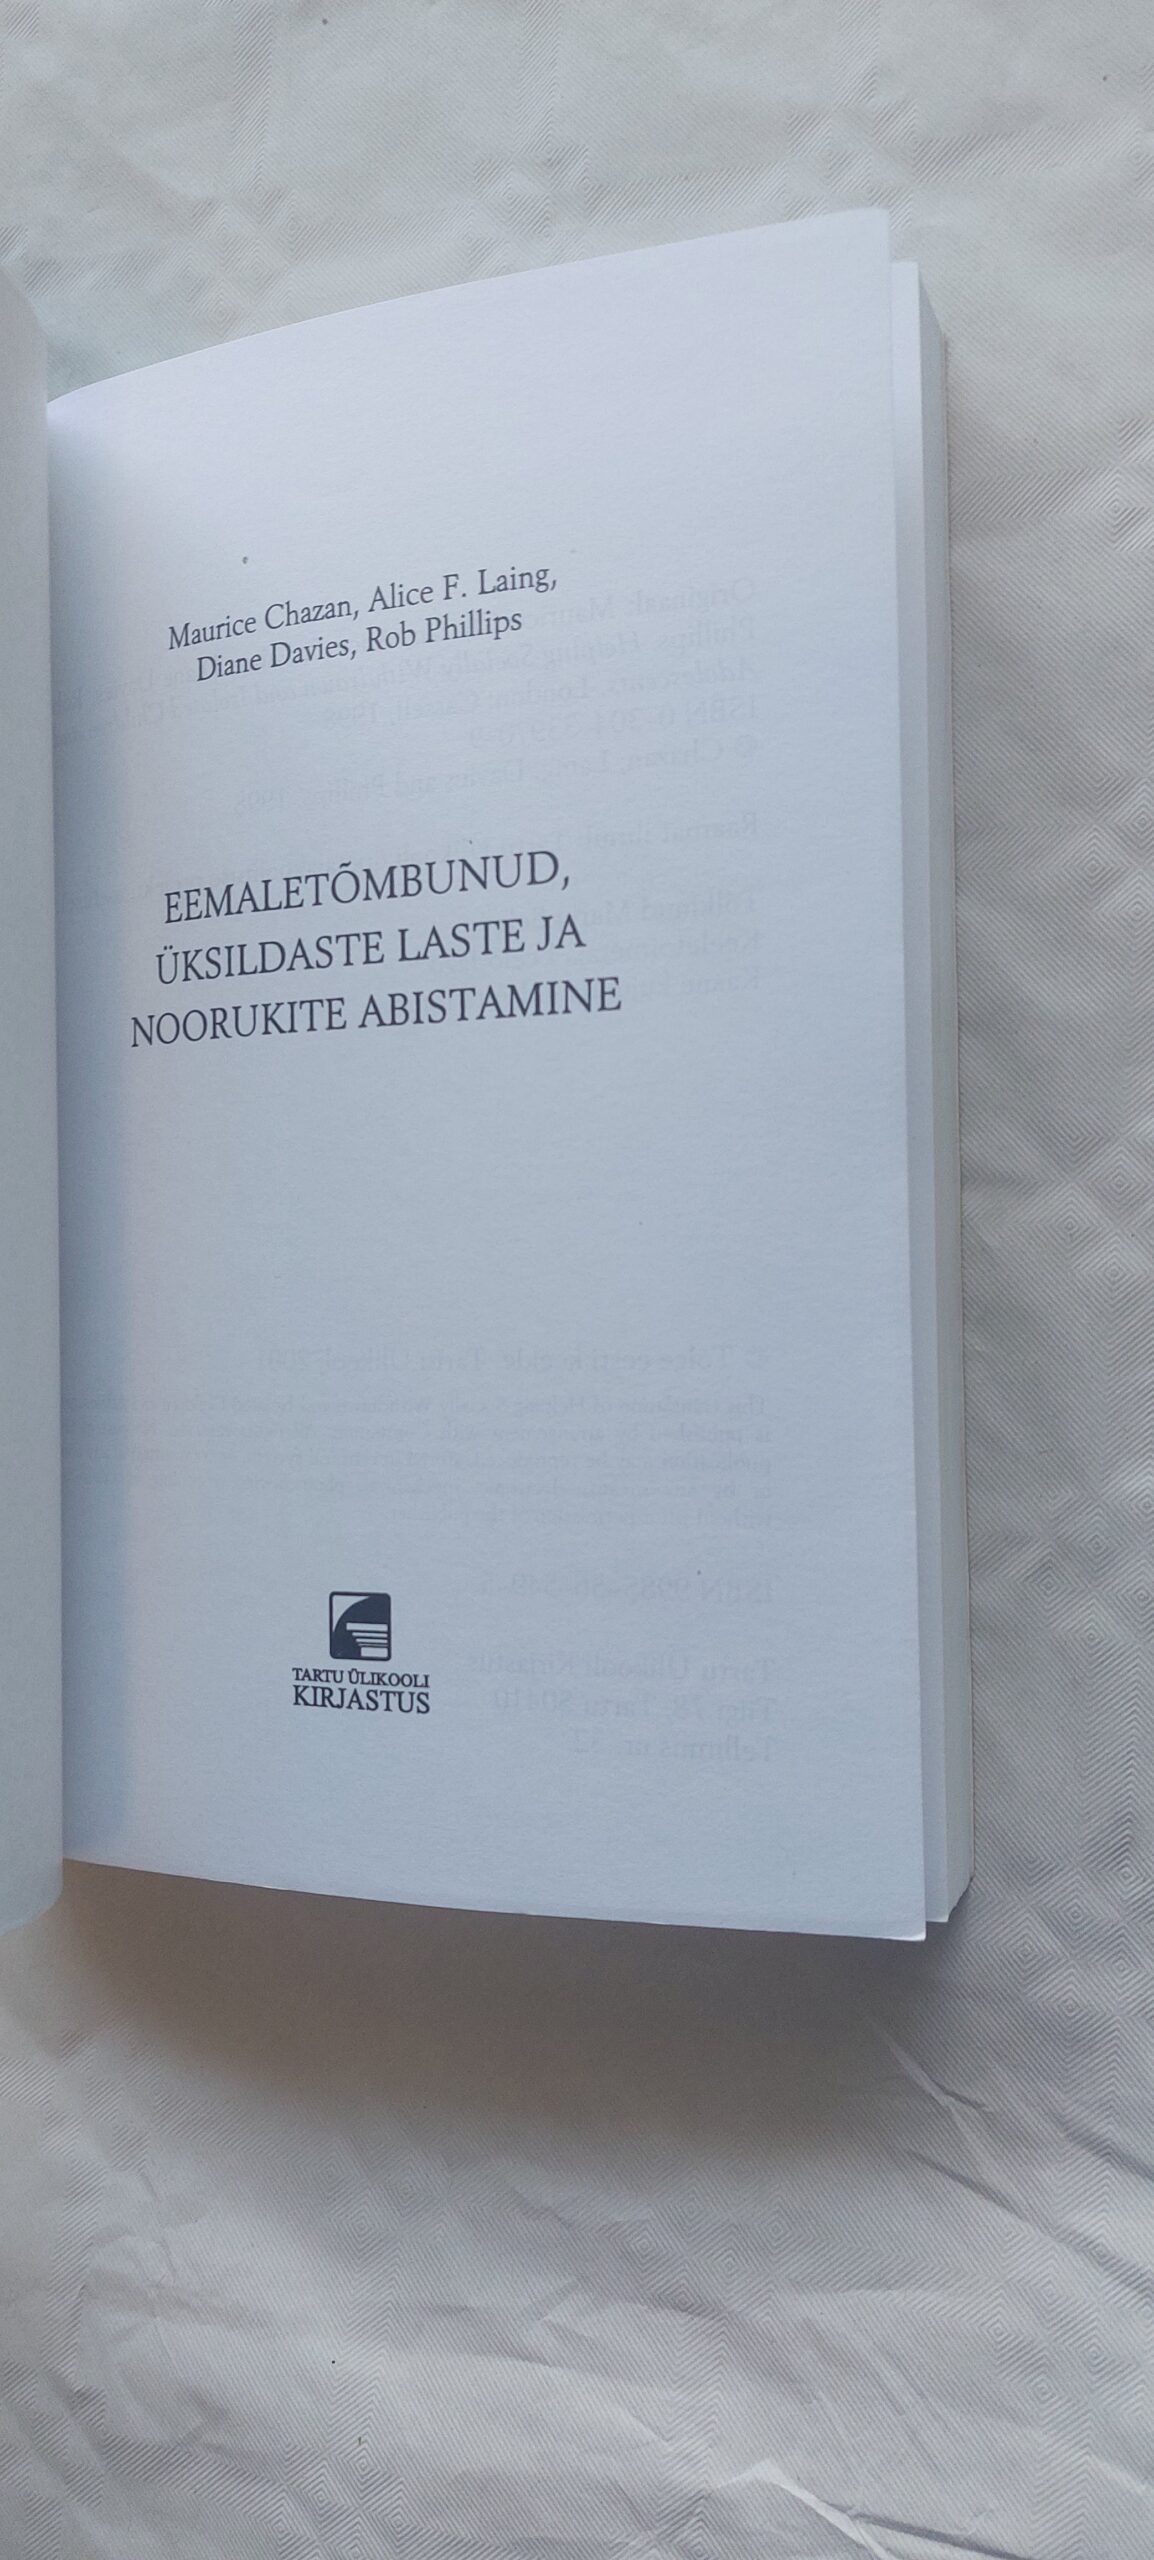 Maurice Chazan, Alice F. Laing,
Diane Davies, Rob Phillips
EEMALETÕMBUNUD,
ÜKSILDASTE LASTE JA
NOORUKITE ABISTAMINE
TARTU ÜLIKOOLI
KIRJASTUS